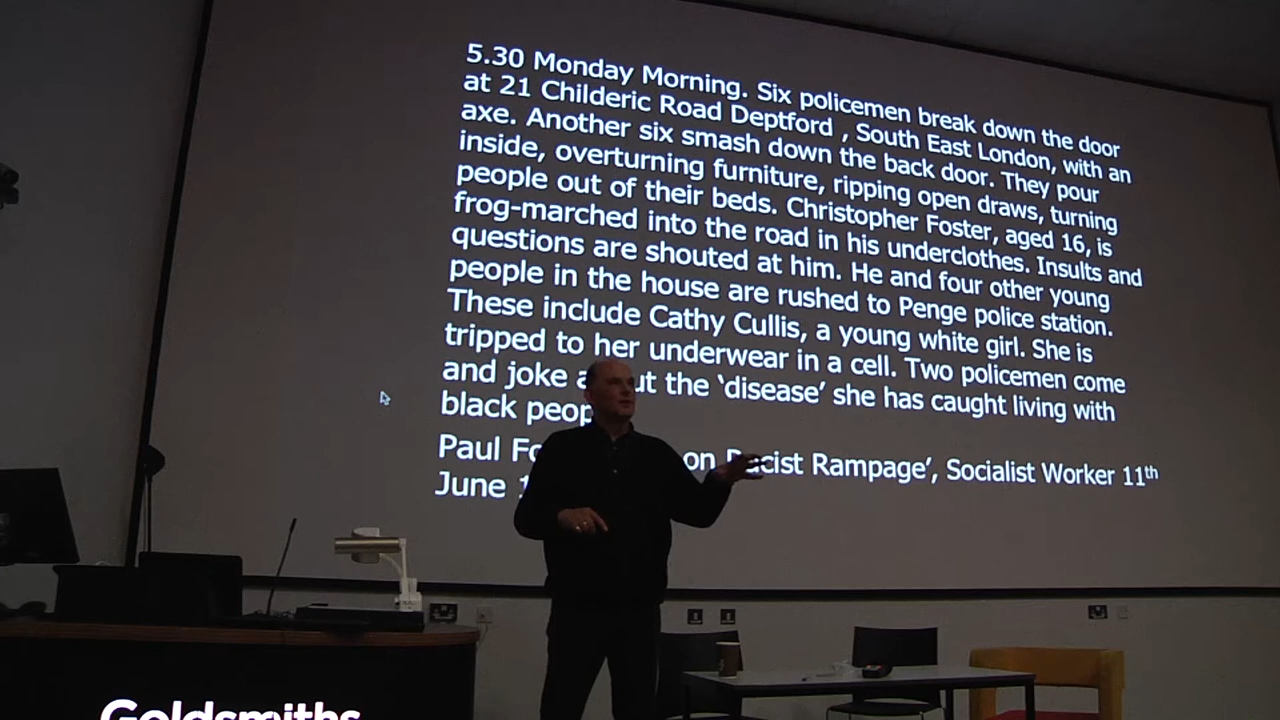 5.30 Monday Morning. Six policemen break down the door
at 21 Childeric Road Deptford , South East London, with an
axe. Another six smash down the back door. They pour
inside, overturning furniture, ripping open draws, turning
people out of their beds. Christopher Foster, aged 16, is
frog-marched into the road in his underclothes. Insults and
questions are shouted at him. He and four other young
people in the house are rushed to Penge police station.
These include Cathy Cullis, a young white girl. She is
tripped to her underwear in a cell. Two policemen come
and joke the ‘disease’ she has caught living with
black
Paul on Racist Rampage’, Socialist Worker 11th
June
Goldsmiths